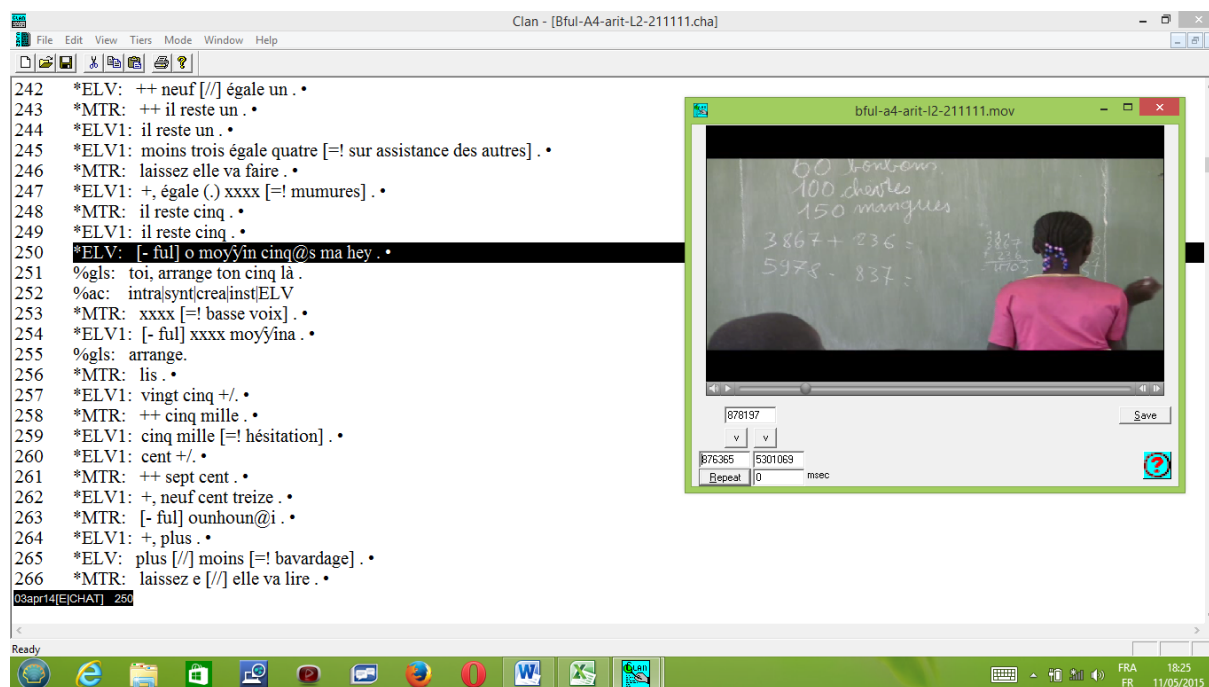 Clan - [Bful-A4-arit-L2-211111.cha]
File Edit View Tiers Mode Window Help
242 *ELV: ++ neuf [//] égale un . •
243 *MTR: ++ il reste un . •
244 *ELV1: il reste un . •
245 *ELV1: moins trois égale quatre [=! sur assistance des autres] . •
246 *MTR: laissez elle va faire . •
247 *ELV1: +, égale (.) xxxx [=! mumures] . •
248 *MTR: il reste cinq . •
249 *ELV1: il reste cinq . •
250 *ELV: [- ful] o moƴƴin cinq@s ma hey . •
251 %gls: toi, arrange ton cinq là .
252 %ac: intra|synt|crea|inst|ELV
253 *MTR: xxxx [=! basse voix] . •
254 *ELV1: [- ful] xxxx moƴƴina . •
255 %gls: arrange.
256 *MTR: lis . •
257 *ELV1: vingt cinq +/. •
258 *MTR: ++ cinq mille . •
259 *ELV1: cinq mille [=! hésitation] . •
260 *ELV1: cent +/. •
261 *MTR: ++ sept cent . •
262 *ELV1: +, neuf cent treize . •
263 *MTR: [- ful] ounhoun@i . •
264 *ELV1: +, plus . •
265 *ELV: plus [//] moins [=! bavardage] . •
266 *MTR: laissez e [//] elle va lire . •
03apr14[E|CHAT] 250
Ready
bful-a4-arit-l2-211111.mov
60 bonbons
100 chevres
150 mangues
3867 + 236 =
5978 - 837 =
878197
Save
v v
876365 5301069
Repeat 0 msec
CLAN
FRA 18:25
FR 11/05/2015